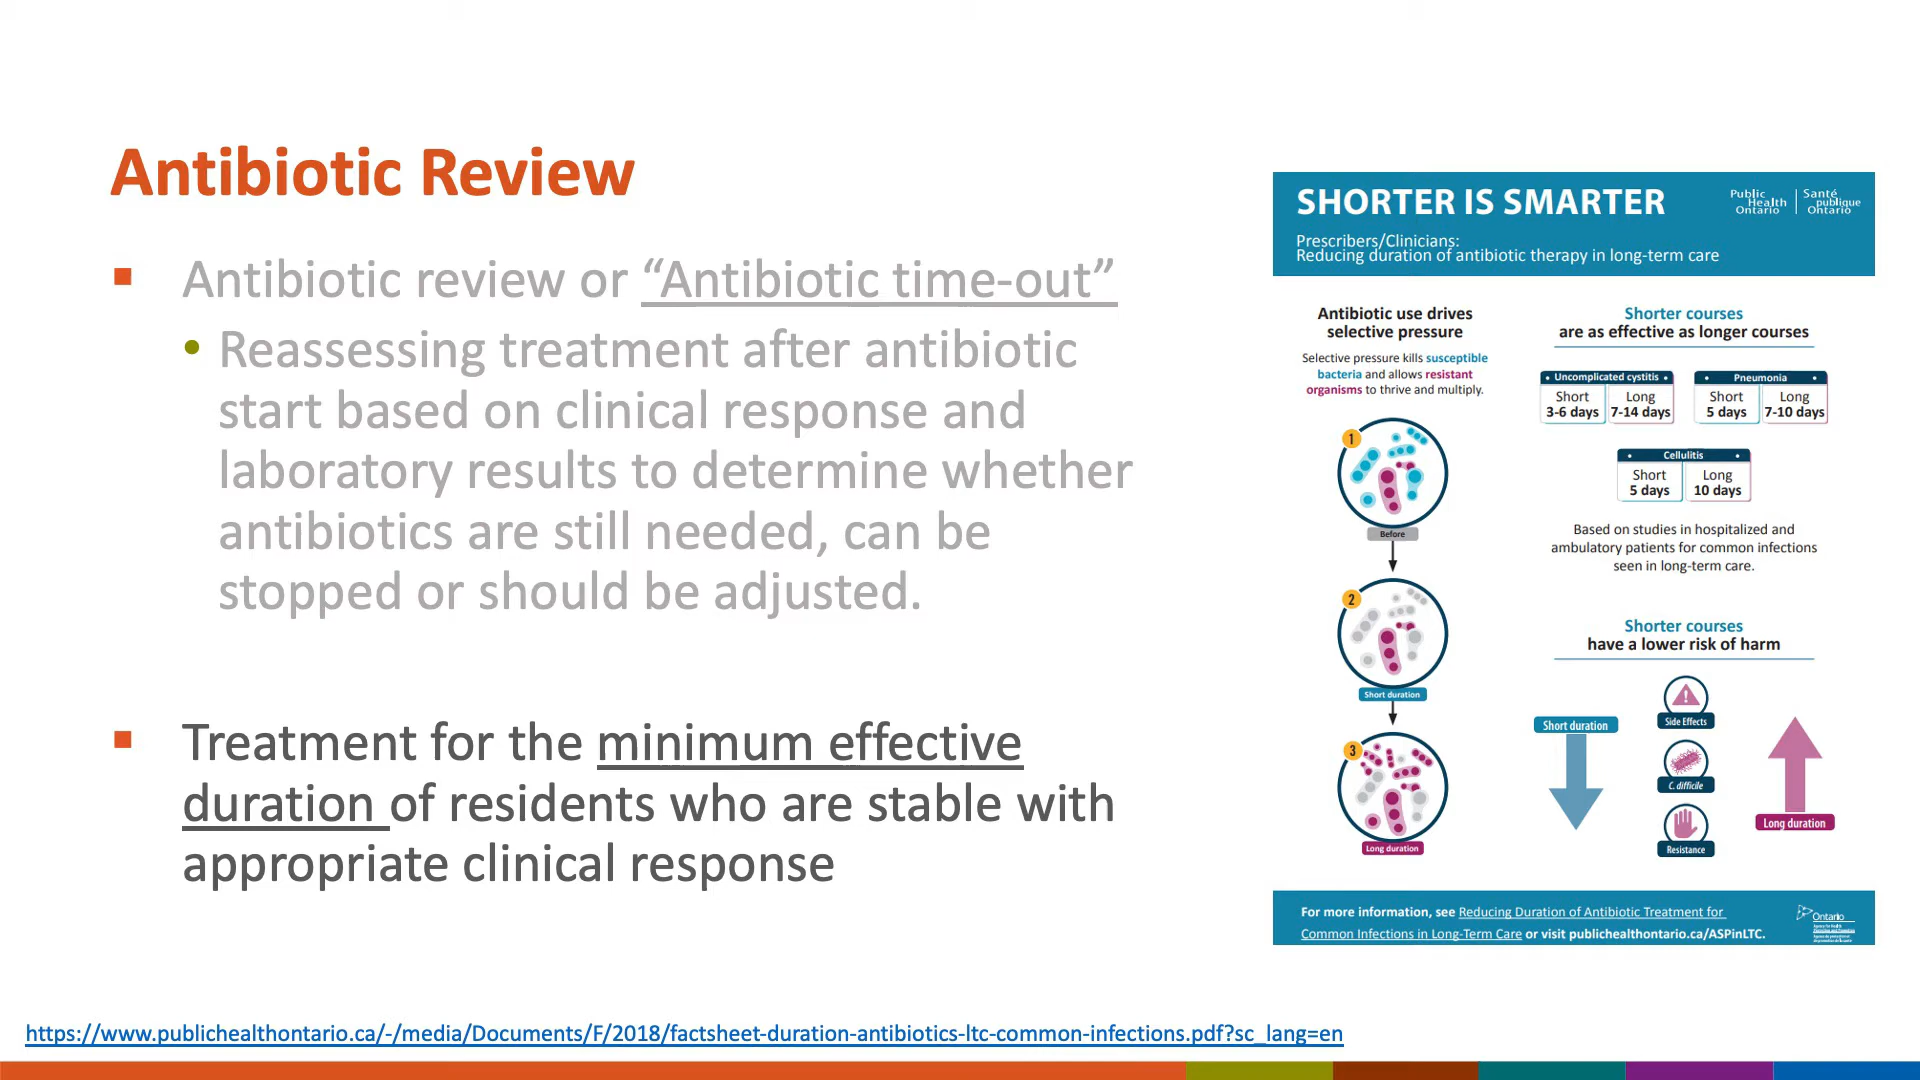 Antibiotic Review
Antibiotic review or “Antibiotic time-out”
Reassessing treatment after antibiotic
start based on clinical response and
laboratory results to determine whether
antibiotics are still needed, can be
stopped or should be adjusted.
Treatment for the minimum effective
duration of residents who are stable with
appropriate clinical response
SHORTER IS SMARTER
Public
Health
Ontario
Santé
publique
Ontario
Prescribers/Clinicians:
Reducing duration of antibiotic therapy in long-term care
Antibiotic use drives
selective pressure
Selective pressure kills susceptible
bacteria and allows resistant
organisms to thrive and multiply.
1
Before
2
Short duration
3
Long duration
Shorter courses
are as effective as longer courses
Uncomplicated cystitis
Short
3-6 days
Long
7-14 days
Pneumonia
Short
5 days
Long
7-10 days
Cellulitis
Short
5 days
Long
10 days
Based on studies in hospitalized and
ambulatory patients for common infections
seen in long-term care.
Shorter courses
have a lower risk of harm
Short duration
Side Effects
C. difficile
Resistance
Long duration
For more information, see Reducing Duration of Antibiotic Treatment for
Common Infections in Long-Term Care or visit publichealthontario.ca/ASPinLTC.
Ontario
https://www.publichealthontario.ca/-/media/Documents/F/2018/factsheet-duration-antibiotics-ltc-common-infections.pdf?sc_lang=en